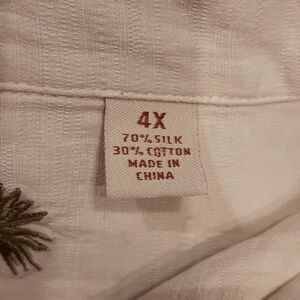 4X
70% SILK
30% COTTON
MADE IN
CHINA